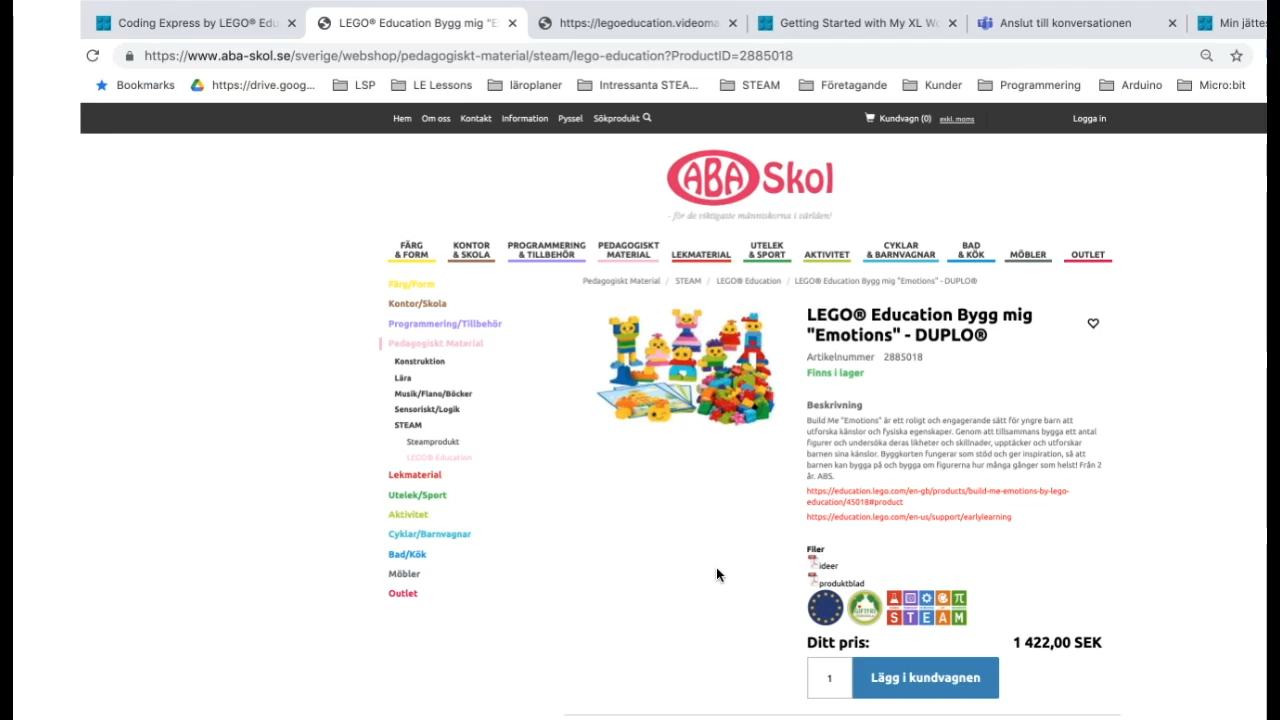 Coding Express by LEGO® Edu
LEGO® Education Bygg mig "E
https://legoeducation.videoma
Getting Started with My XL Wo
Anslut till konversationen
Min jättes
https://www.aba-skol.se/sverige/webshop/pedagogiskt-material/steam/lego-education?ProductID=2885018
Bookmarks
https://drive.goog...
LSP
LE Lessons
läroplaner
Intressanta STEA...
STEAM
Företagande
Kunder
Programmering
Arduino
Micro:bit
Hem Om oss Kontakt Information Pyssel Sökprodukt
Kundvagn (0) exkl. moms
Logga in
ABA Skol
- för de viktigaste människorna i världen!
FÄRG
& FORM
KONTOR
& SKOLA
PROGRAMMERING
& TILLBEHÖR
PEDAGOGISKT
MATERIAL
LEKMATERIAL
UTELEK
& SPORT
AKTIVITET
CYKLAR
& BARNVAGNAR
BAD
& KÖK
MÖBLER
OUTLET
Färg/Form
Kontor/Skola
Programmering/Tillbehör
Pedagogiskt Material
Konstruktion
Lära
Musik/Flano/Böcker
Sensoriskt/Logik
STEAM
Steamprodukt
LEGO® Education
Lekmaterial
Utelek/Sport
Aktivitet
Cyklar/Barnvagnar
Bad/Kök
Möbler
Outlet
Pedagogiskt Material / STEAM / LEGO® Education / LEGO® Education Bygg mig "Emotions" - DUPLO®
LEGO® Education Bygg mig
"Emotions" - DUPLO®
Artikelnummer 2885018
Finns i lager
Beskrivning
Build Me "Emotions" är ett roligt och engagerande sätt för yngre barn att
utforska känslor och fysiska egenskaper. Genom att tillsammans bygga ett antal
figurer och undersöka deras likheter och skillnader, upptäcker och utforskar
barnen sina känslor. Byggkorten fungerar som stöd och ger inspiration, så att
barnen kan bygga på och bygga om figurerna hur många gånger som helst! Från 2
år. ABS.
https://education.lego.com/en-gb/products/build-me-emotions-by-lego-
education/45018#product
https://education.lego.com/en-us/support/earlylearning
Filer
ideer
produktblad
π
STEAM
Ditt pris: 1 422,00 SEK
1
Lägg i kundvagnen